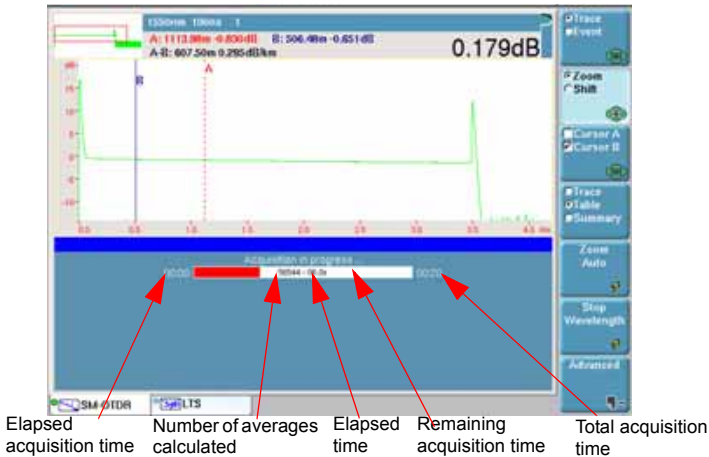 1550nm 10ns 1
A: 1113.98m -0.830dB B: 506.48m -0.651dB
A-B: 607.50m 0.295dB/km
0.179dB
Trace
Event
dB
A
B
Zoom
Shift
Cursor A
Cursor B
Trace
Table
Summary
Acquisition in progress ...
00:00
00:20
Zoom
Auto
Stop
Wavelength
Advanced
SM-OTDR
LTS
Elapsed
acquisition time
Number of averages
calculated
Elapsed
time
Remaining
acquisition time
Total acquisition
time